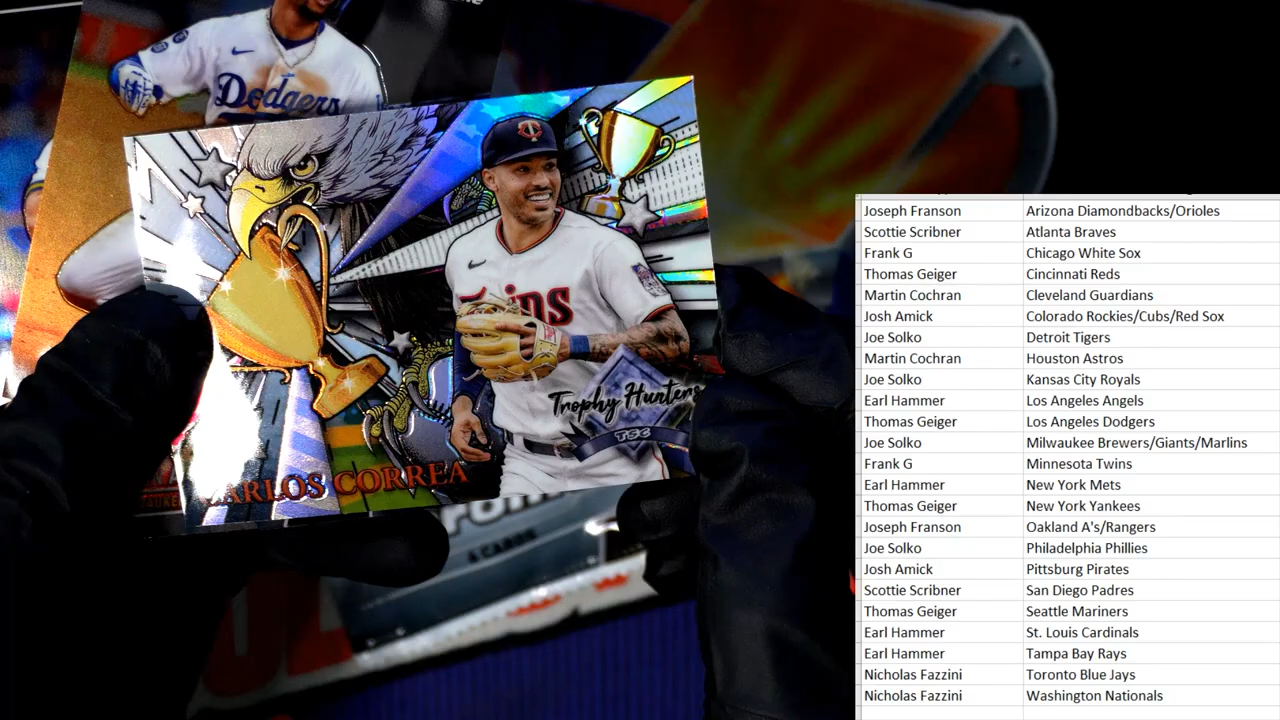 Dodgers
Twins
Trophy Hunters
TSC
CARLOS CORREA
4 CARDS
Joseph Franson Arizona Diamondbacks/Orioles
Scottie Scribner Atlanta Braves
Frank G Chicago White Sox
Thomas Geiger Cincinnati Reds
Martin Cochran Cleveland Guardians
Josh Amick Colorado Rockies/Cubs/Red Sox
Joe Solko Detroit Tigers
Martin Cochran Houston Astros
Joe Solko Kansas City Royals
Earl Hammer Los Angeles Angels
Thomas Geiger Los Angeles Dodgers
Joe Solko Milwaukee Brewers/Giants/Marlins
Frank G Minnesota Twins
Earl Hammer New York Mets
Thomas Geiger New York Yankees
Joseph Franson Oakland A's/Rangers
Joe Solko Philadelphia Phillies
Josh Amick Pittsburg Pirates
Scottie Scribner San Diego Padres
Thomas Geiger Seattle Mariners
Earl Hammer St. Louis Cardinals
Earl Hammer Tampa Bay Rays
Nicholas Fazzini Toronto Blue Jays
Nicholas Fazzini Washington Nationals